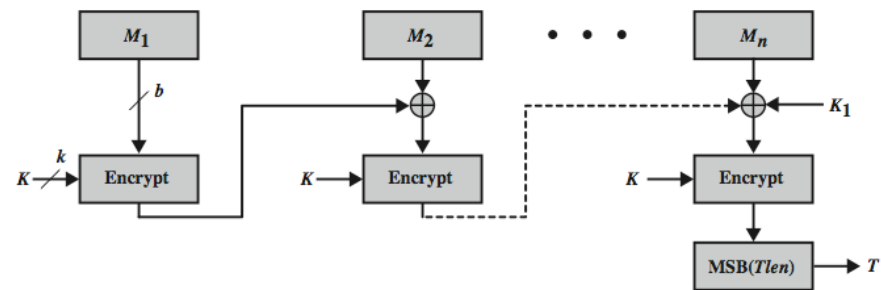 M1
M2
• • •
Mn
b
K1
k
K
Encrypt
K
Encrypt
K
Encrypt
MSB(Tlen)
T